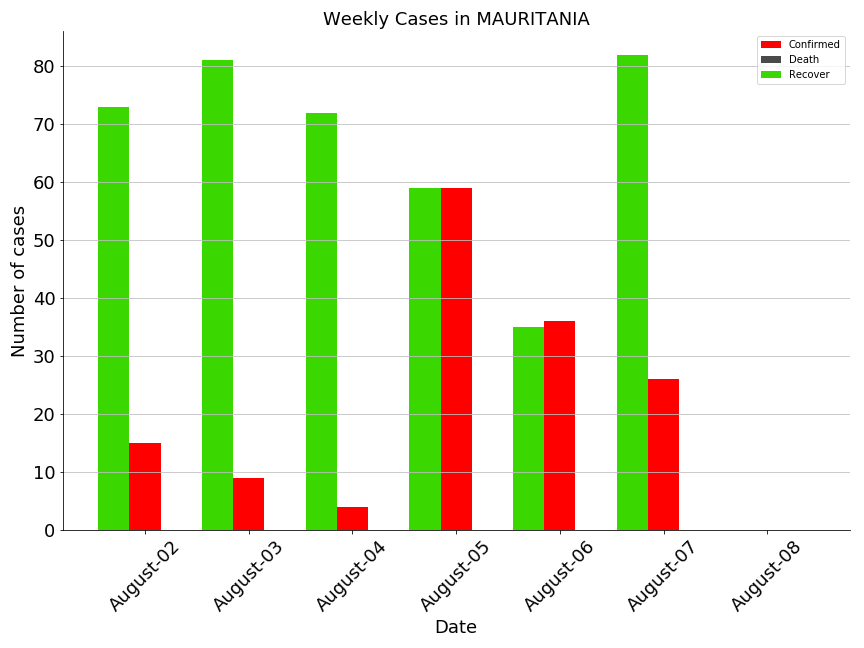 Weekly Cases in MAURITANIA
Confirmed
Death
Recover
Number of cases
80
70
60
50
40
30
20
10
0
August-02
August-03
August-04
August-05
August-06
August-07
August-08
Date